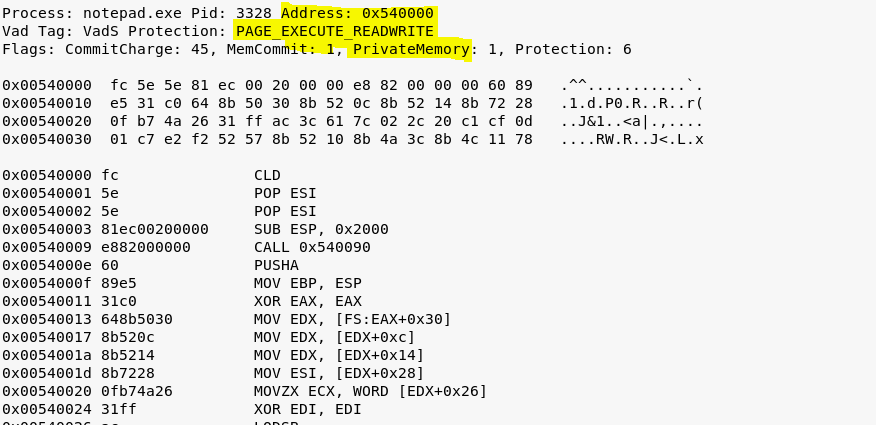 Process: notepad.exe Pid: 3328 Address: 0x540000
Vad Tag: VadS Protection: PAGE_EXECUTE_READWRITE
Flags: CommitCharge: 45, MemCommit: 1, PrivateMemory: 1, Protection: 6
0x00540000  fc 5e 5e 81 ec 00 20 00 00 e8 82 00 00 00 60 89   .^^...........`.
0x00540010  e5 31 c0 64 8b 50 30 8b 52 0c 8b 52 14 8b 72 28   .1.d.P0.R..R..r(
0x00540020  0f b7 4a 26 31 ff ac 3c 61 7c 02 2c 20 c1 cf 0d   ..J&1..<a|.,....
0x00540030  01 c7 e2 f2 52 57 8b 52 10 8b 4a 3c 8b 4c 11 78   ....RW.R..J<.L.x
0x00540000 fc               CLD
0x00540001 5e               POP ESI
0x00540002 5e               POP ESI
0x00540003 81ec00200000     SUB ESP, 0x2000
0x00540009 e882000000       CALL 0x540090
0x0054000e 60               PUSHA
0x0054000f 89e5             MOV EBP, ESP
0x00540011 31c0             XOR EAX, EAX
0x00540013 648b5030         MOV EDX, [FS:EAX+0x30]
0x00540017 8b520c           MOV EDX, [EDX+0xc]
0x0054001a 8b5214           MOV EDX, [EDX+0x14]
0x0054001d 8b7228           MOV ESI, [EDX+0x28]
0x00540020 0fb74a26         MOVZX ECX, WORD [EDX+0x26]
0x00540024 31ff             XOR EDI, EDI